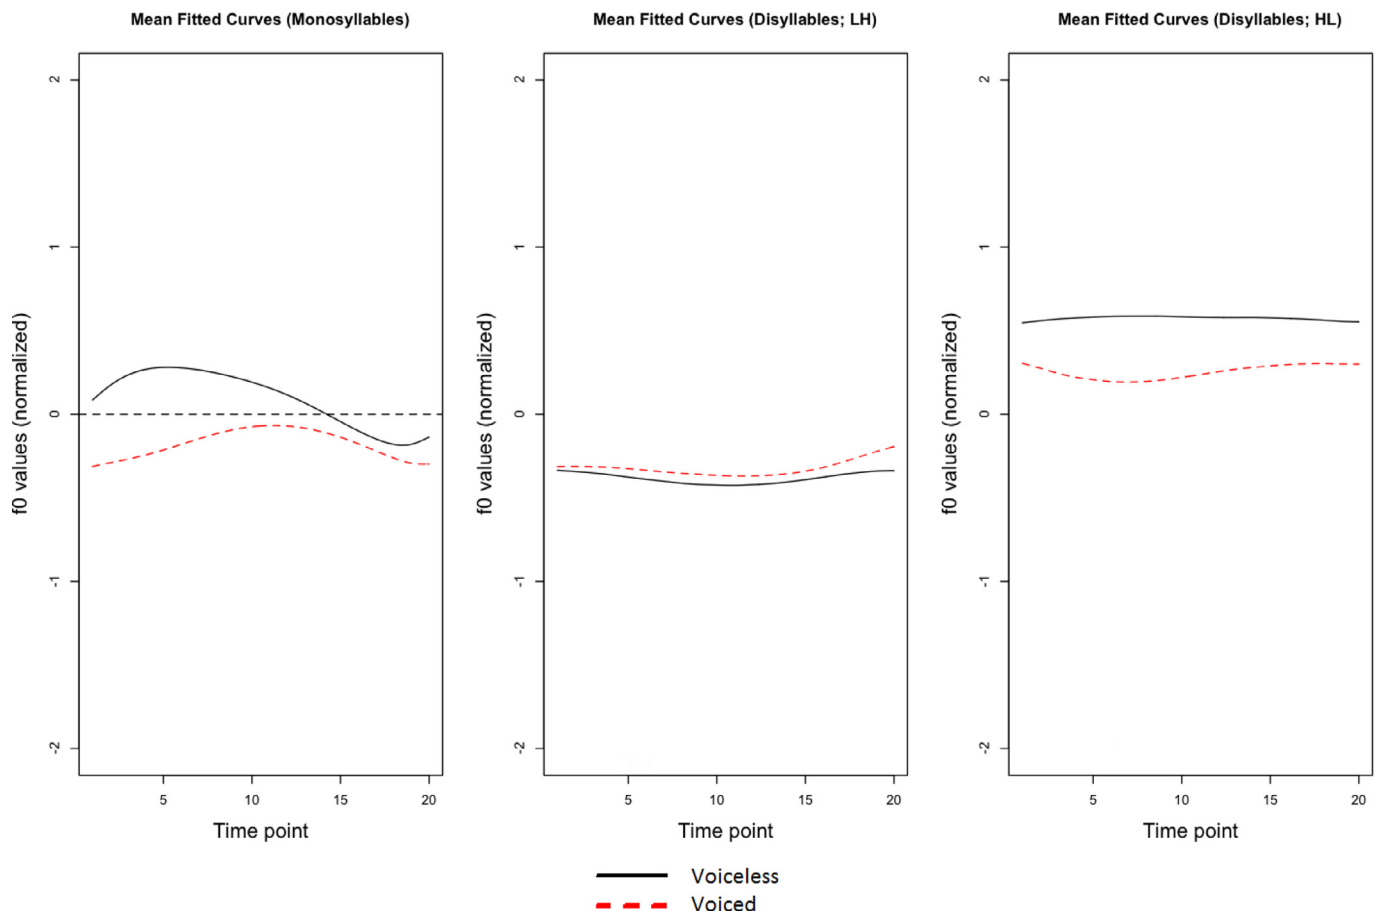 Mean Fitted Curves (Monosyllables)
2
1
0
-1
-2
f0 values (normalized)
5 10 15 20
Time point
Mean Fitted Curves (Disyllables; LH)
2
1
0
-1
-2
f0 values (normalized)
5 10 15 20
Time point
Mean Fitted Curves (Disyllables; HL)
2
1
0
-1
-2
f0 values (normalized)
5 10 15 20
Time point
Voiceless
Voiced